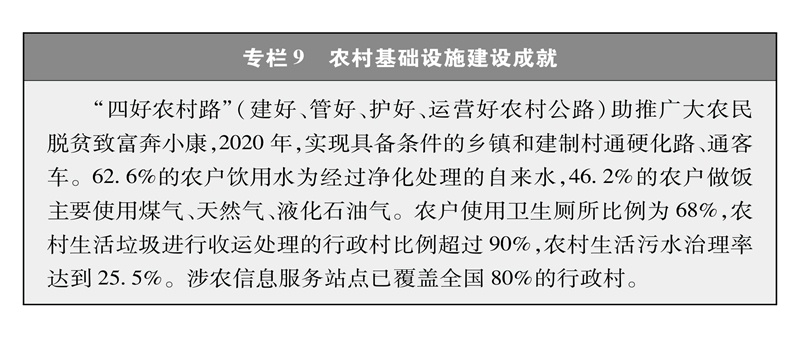 专栏9 农村基础设施建设成就
“四好农村路”(建好、管好、护好、运营好农村公路)助推广大农民
脱贫致富奔小康,2020年,实现具备条件的乡镇和建制村通硬化路、通客
车。62.6%的农户饮用水为经过净化处理的自来水,46.2%的农户做饭
主要使用煤气、天然气、液化石油气。农户使用卫生厕所比例为68%,农
村生活垃圾进行收运处理的行政村比例超过90%,农村生活污水治理率
达到25.5%。涉农信息服务站点已覆盖全国80%的行政村。